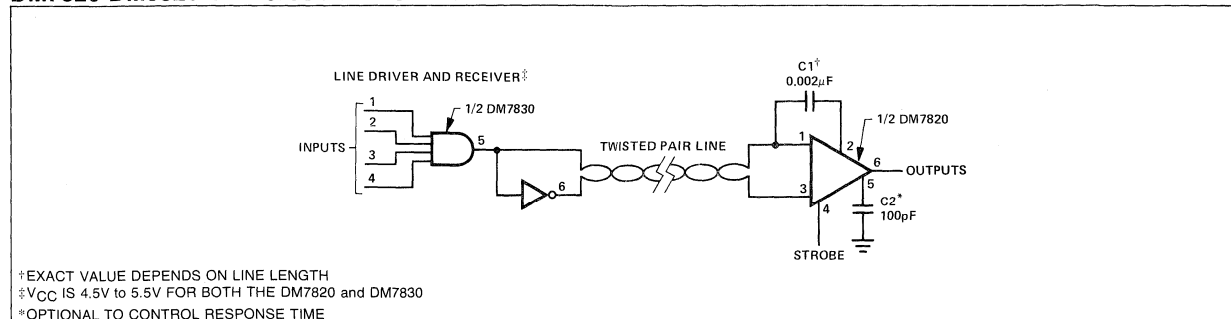 LINE DRIVER AND RECEIVER‡
INPUTS
1
2
3
4
1/2 DM7830
5
6
TWISTED PAIR LINE
C1†
0.002μF
1
2
3
4
5
6
1/2 DM7820
OUTPUTS
C2*
100pF
STROBE
†EXACT VALUE DEPENDS ON LINE LENGTH
‡VCC IS 4.5V to 5.5V FOR BOTH THE DM7820 and DM7830
*OPTIONAL TO CONTROL RESPONSE TIME